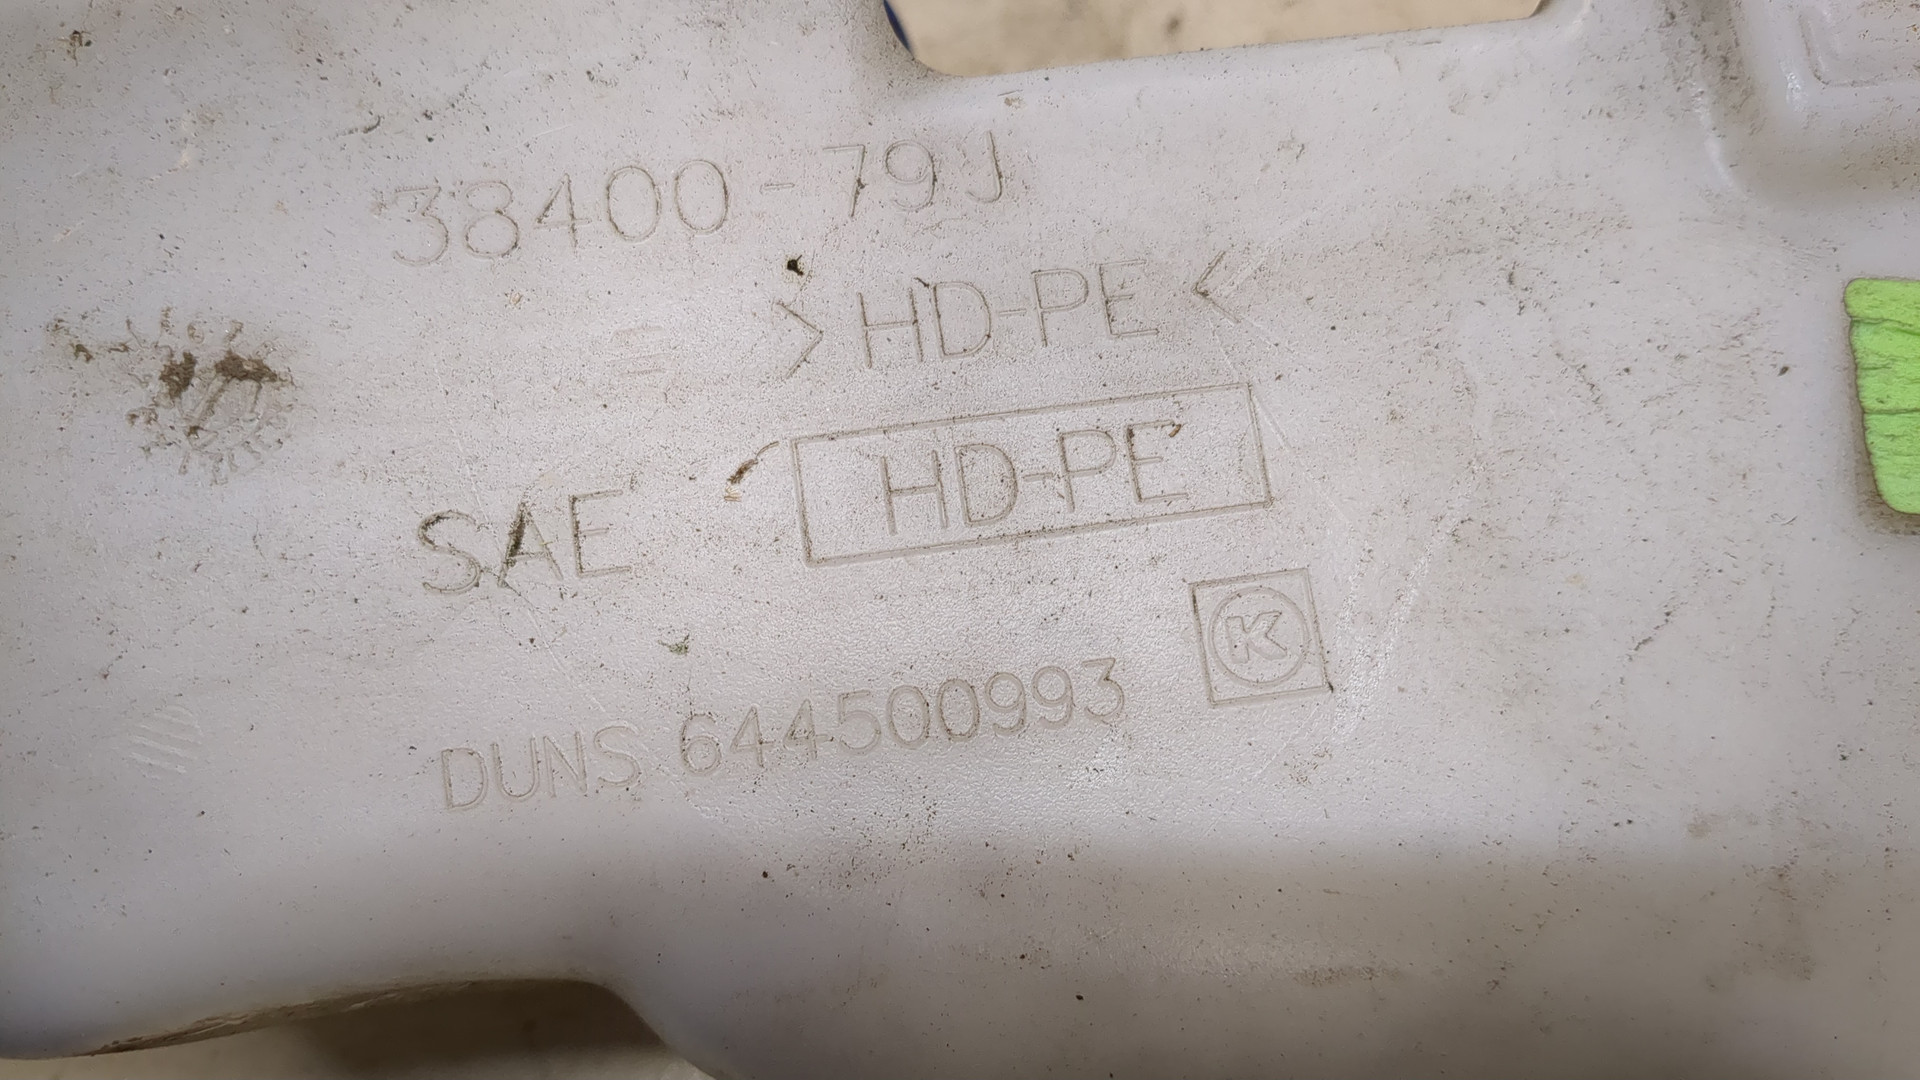 38400-79J
>HD-PE<
SAE HD-PE
K
DUNS 644500993